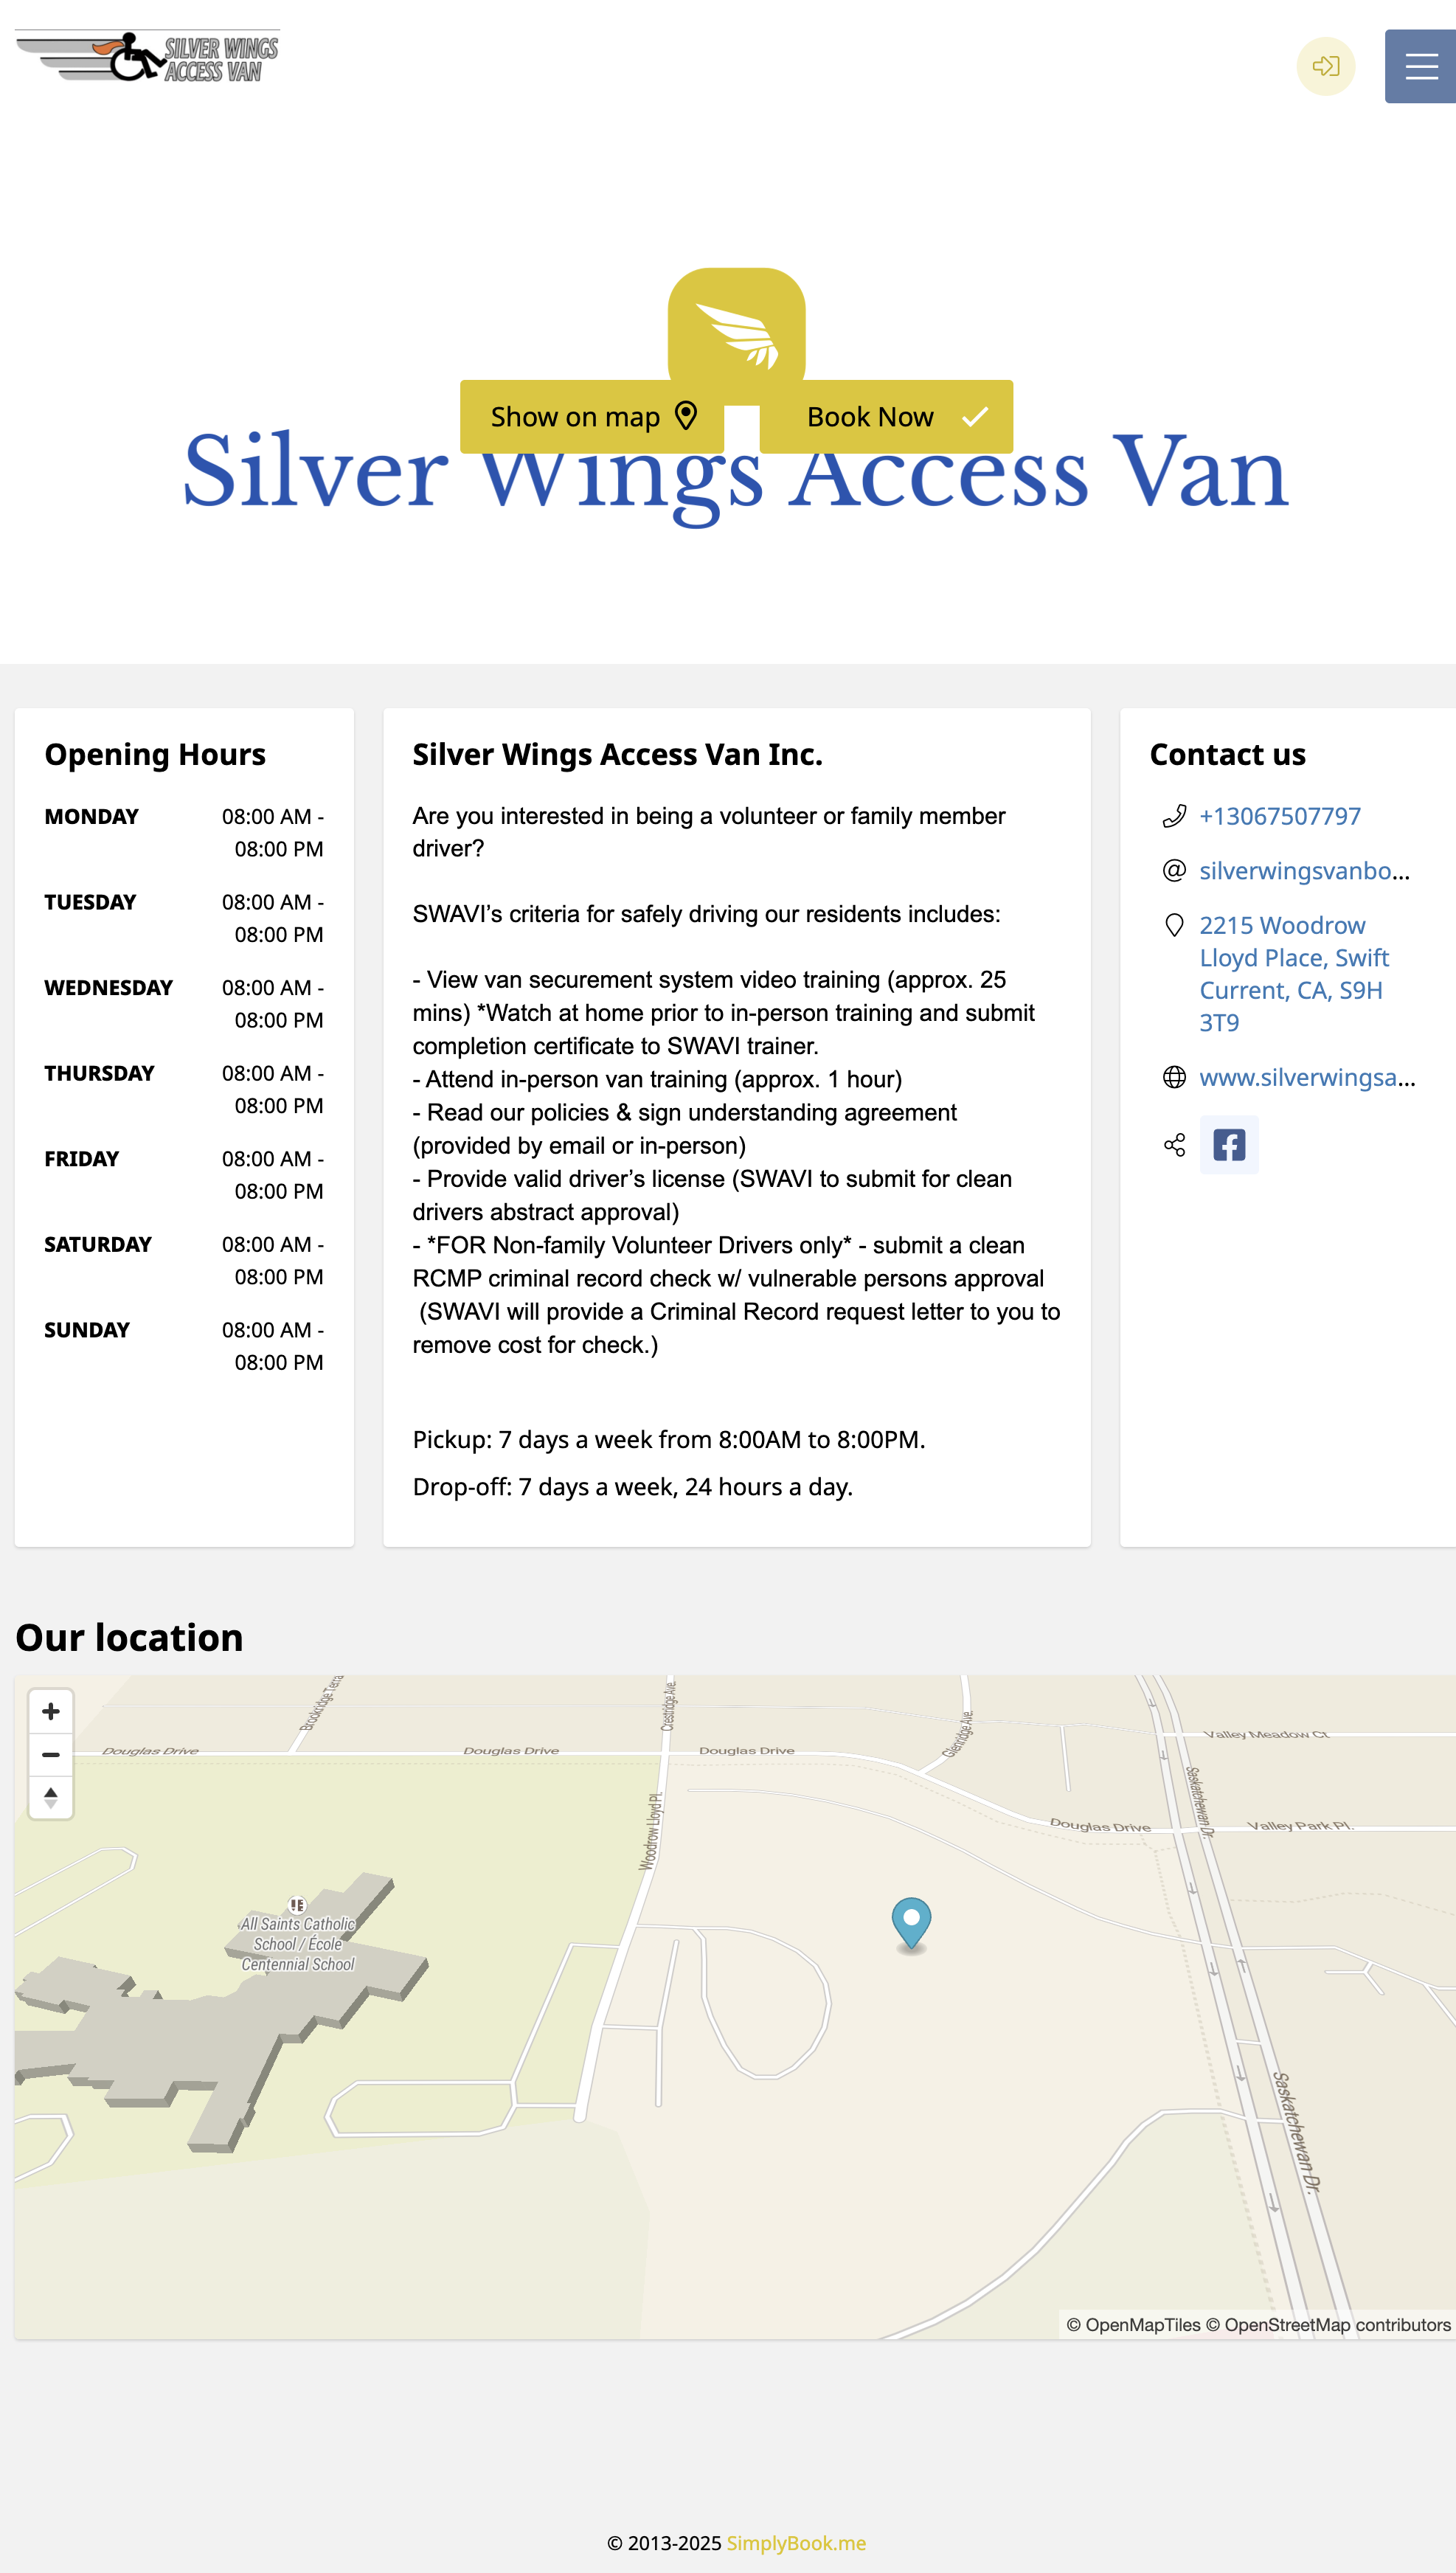 SILVER WINGS
ACCESS VAN
Show on map
Book Now
Silver Wings Access Van
Opening Hours
MONDAY 08:00 AM -
08:00 PM
TUESDAY 08:00 AM -
08:00 PM
WEDNESDAY 08:00 AM -
08:00 PM
THURSDAY 08:00 AM -
08:00 PM
FRIDAY 08:00 AM -
08:00 PM
SATURDAY 08:00 AM -
08:00 PM
SUNDAY 08:00 AM -
08:00 PM
Silver Wings Access Van Inc.
Are you interested in being a volunteer or family member
driver?
SWAVI’s criteria for safely driving our residents includes:
- View van securement system video training (approx. 25
mins) *Watch at home prior to in-person training and submit
completion certificate to SWAVI trainer.
- Attend in-person van training (approx. 1 hour)
- Read our policies & sign understanding agreement
(provided by email or in-person)
- Provide valid driver’s license (SWAVI to submit for clean
drivers abstract approval)
- *FOR Non-family Volunteer Drivers only* - submit a clean
RCMP criminal record check w/ vulnerable persons approval
(SWAVI will provide a Criminal Record request letter to you to
remove cost for check.)
Pickup: 7 days a week from 8:00AM to 8:00PM.
Drop-off: 7 days a week, 24 hours a day.
Contact us
+13067507797
silverwingsvanbo...
2215 Woodrow
Lloyd Place, Swift
Current, CA, S9H
3T9
www.silverwingsa...
Our location
Brookridge Terra
Crestridge Ave.
Glenridge Ave.
Valley Meadow Ct.
Douglas Drive
Douglas Drive
Douglas Drive
Saskatchewan Dr.
Woodrow Lloyd Pl.
Douglas Drive
Valley Park Pl.
All Saints Catholic
School / École
Centennial School
Saskatchewan Dr.
© OpenMapTiles © OpenStreetMap contributors
© 2013-2025 SimplyBook.me